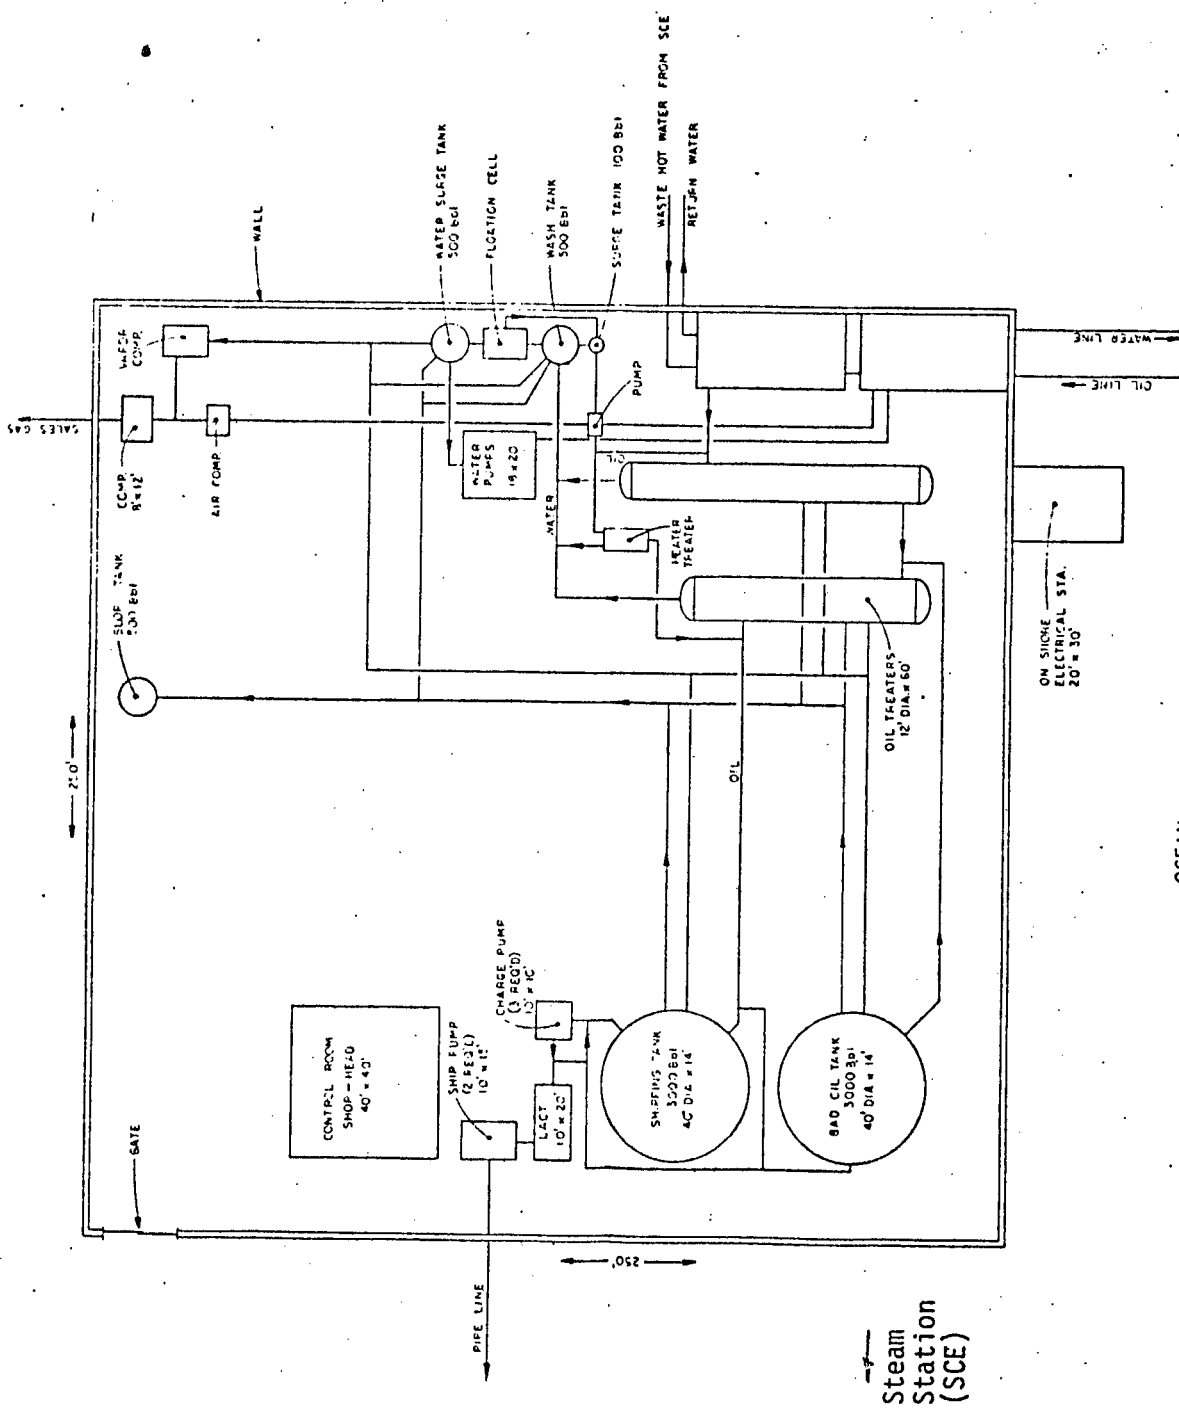 SALES GAS
COMP.
8' x 12'
VAPOR
COMP.
AIR COMP.
SLOP TANK
500 Bbl
WALL
WATER SURGE TANK
500 Bbl
FLOATION CELL
WASH TANK
500 Bbl
SURGE TANK 100 Bbl
WASTE HOT WATER FROM SCE
RETURN WATER
PUMP
WATER
PUMPS
18 x 20
OIL
WATER
HEATER
TREATER
WATER LINE
OIL LINE
ON SHORE
ELECTRICAL STA.
20' x 30'
OIL TREATERS
12' DIA. x 60'
OIL
250'
CHARGE PUMP
(3 REQ'D)
10' x 10'
SHIP PUMP
(2 REQ'D)
LACT
10' x 20'
SHIPPING TANK
3000 Bbl
40' DIA x 14'
BAD OIL TANK
3000 Bbl
40' DIA x 14'
CONTROL ROOM
SHOP - HEAD
40' x 40'
GATE
250'
PIPE LINE
Steam
Station
(SCE)
OCEAN